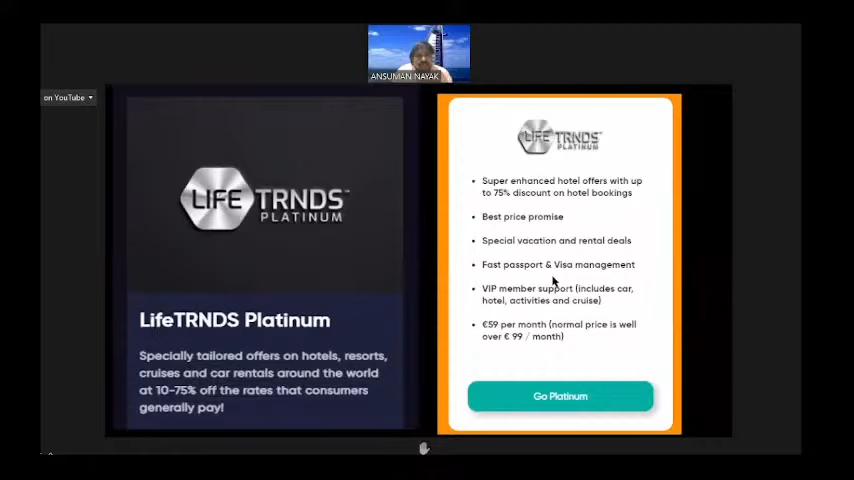 ANSUMAN NAYAK
on YouTube
LIFE TRNDS™
PLATINUM
LifeTRNDS Platinum
Specially tailored offers on hotels, resorts,
cruises and car rentals around the world
at 10-75% off the rates that consumers
generally pay!
LIFE TRNDS
PLATINUM
• Super enhanced hotel offers with up
to 75% discount on hotel bookings
• Best price promise
• Special vacation and rental deals
• Fast passport & Visa management
• VIP member support (includes car,
hotel, activities and cruise)
• €59 per month (normal price is well
over € 99 / month)
Go Platinum